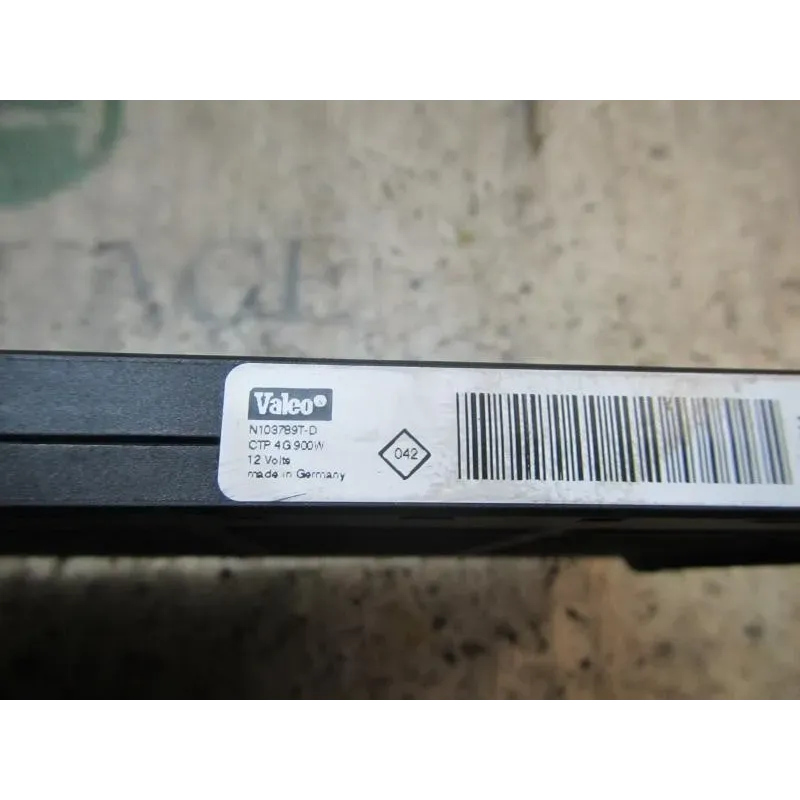 Valeo
N103789T-D
CTP 4G 900W
12 Volts
made in Germany
042